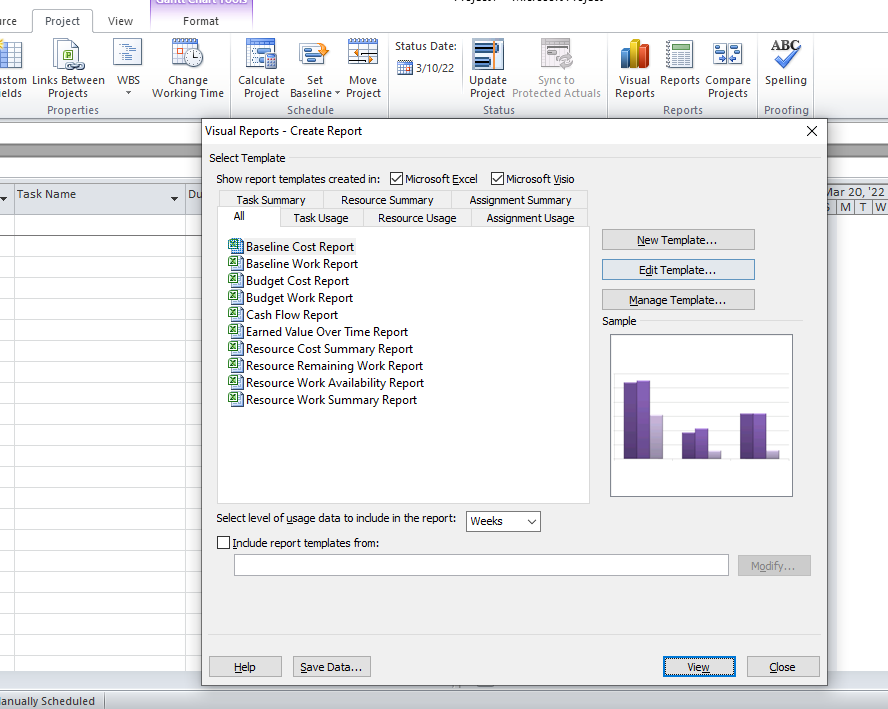 Gantt Chart Tools
Project1 - Microsoft Project
urce Project View Format
ustom
ields
Links Between
Projects
WBS
Change
Working Time
Properties
Calculate
Project
Set
Baseline
Move
Project
Schedule
Status Date:
3/10/22
Update
Project
Sync to
Protected Actuals
Status
Visual
Reports
Reports
Compare
Projects
Reports
ABC
Spelling
Proofing
Task Name
Du
Mar 20, '22
S M T W
Visual Reports - Create Report
Select Template
Show report templates created in: Microsoft Excel Microsoft Visio
Task Summary Resource Summary Assignment Summary
All Task Usage Resource Usage Assignment Usage
Baseline Cost Report
Baseline Work Report
Budget Cost Report
Budget Work Report
Cash Flow Report
Earned Value Over Time Report
Resource Cost Summary Report
Resource Remaining Work Report
Resource Work Availability Report
Resource Work Summary Report
New Template...
Edit Template...
Manage Template...
Sample
Select level of usage data to include in the report: Weeks
Include report templates from:
Modify...
Help Save Data... View Close
Manually Scheduled